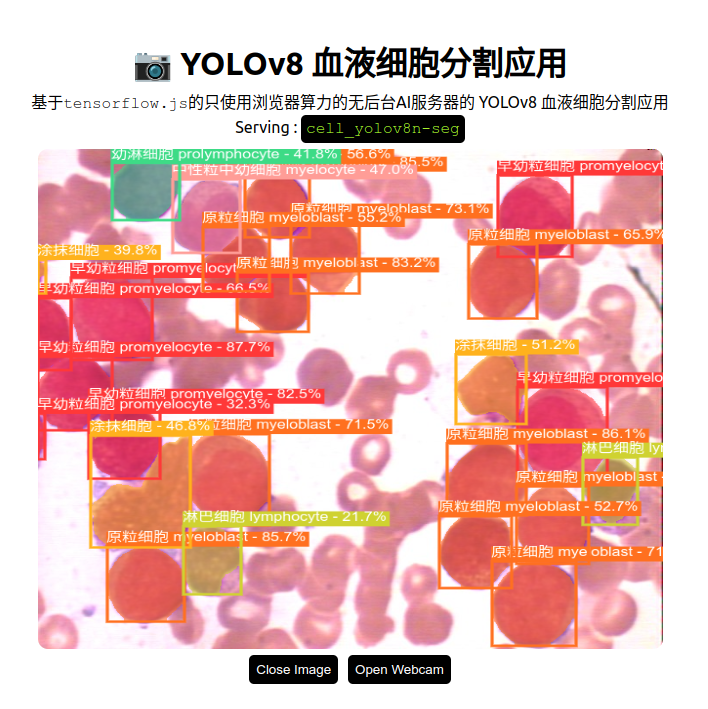 YOLOv8 血液细胞分割应用
基于tensorflow.js的只使用浏览器算力的无后台AI服务器的 YOLOv8 血液细胞分割应用
Serving : cell_yolov8n-seg
幼淋细胞 prolymphocyte - 41.8%
56.6%
85.5%
中性粒中幼细胞 myelocyte - 47.0%
早幼粒细胞 promyelocyt
原粒细胞 myeloblast - 73.1%
原粒细胞 myeloblast - 55.2%
原粒细胞 myeloblast - 65.9%
涂抹细胞 - 39.8%
早幼粒细胞 promyelocyt
原粒细胞 myeloblast - 83.2%
早幼粒细胞 promyelocyte - 66.5%
早幼粒细胞 promyelocyte - 87.7%
涂抹细胞 - 51.2%
早幼粒细胞 promyelo
早幼粒细胞 promyelocyte - 82.5%
早幼粒细胞 promyelocyte - 32.3%
涂抹细胞 - 46.8%
粒细胞 myeloblast - 71.5%
原粒细胞 myeloblast - 86.1%
淋巴细胞 ly
原粒细胞 myeloblast
原粒细胞 myeloblast - 52.7%
淋巴细胞 lymphocyte - 21.7%
原粒细胞 myeloblast - 85.7%
原粒细胞 myeloblast - 71
Close Image
Open Webcam